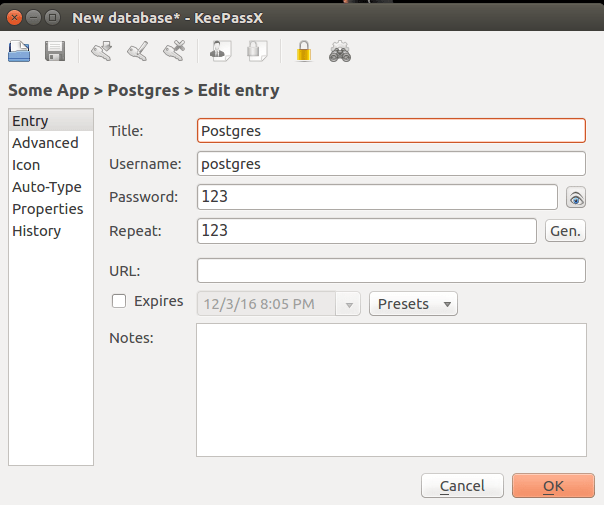 New database* - KeePassX
Some App > Postgres > Edit entry
Entry
Advanced
Icon
Auto-Type
Properties
History
Title: Postgres
Username: postgres
Password: 123
Repeat: 123 Gen.
URL:
Expires 12/3/16 8:05 PM Presets
Notes:
Cancel OK